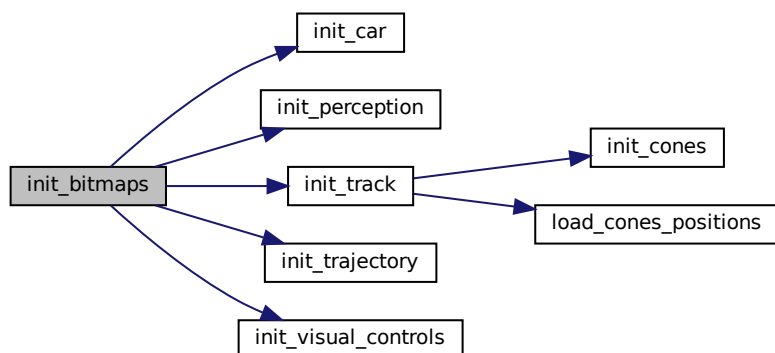 init_car
init_perception
init_cones
init_bitmaps
init_track
load_cones_positions
init_trajectory
init_visual_controls